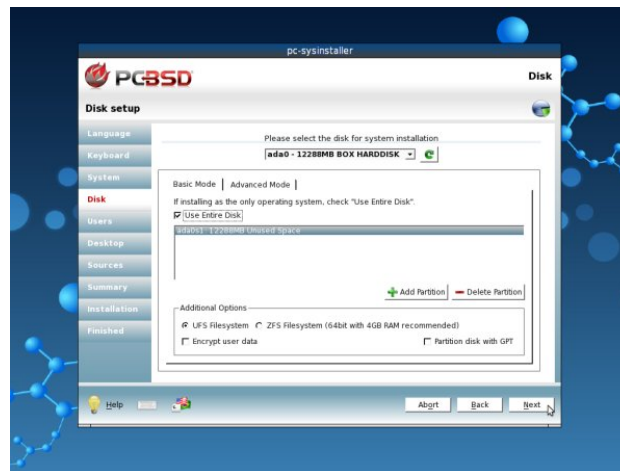 pc-sysinstaller
PCBSD
Disk
Disk setup
Language
Keyboard
System
Disk
Users
Desktop
Sources
Summary
Installation
Finished
Please select the disk for system installation
ada0 - 12288MB BOX HARDDISK
Basic Mode
Advanced Mode
If installing as the only operating system, check "Use Entire Disk".
Use Entire Disk
ada0s1: 12288MB Unused Space
Add Partition
Delete Partition
Additional Options
UFS Filesystem
ZFS Filesystem (64bit with 4GB RAM recommended)
Encrypt user data
Partition disk with GPT
Help
Abort
Back
Next